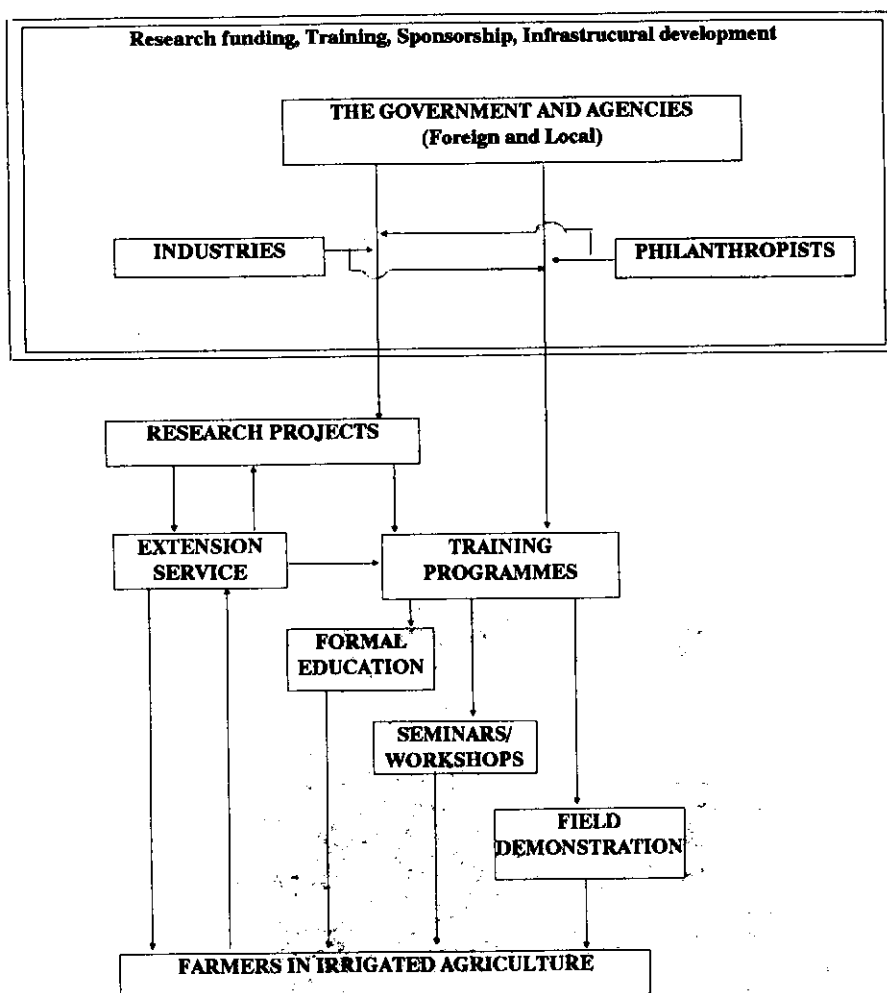 Research funding, Training, Sponsorship, Infrastrucural development
THE GOVERNMENT AND AGENCIES
(Foreign and Local)
INDUSTRIES
PHILANTHROPISTS
RESEARCH PROJECTS
EXTENSION
SERVICE
TRAINING
PROGRAMMES
FORMAL
EDUCATION
SEMINARS/
WORKSHOPS
FIELD
DEMONSTRATION
FARMERS IN IRRIGATED AGRICULTURE